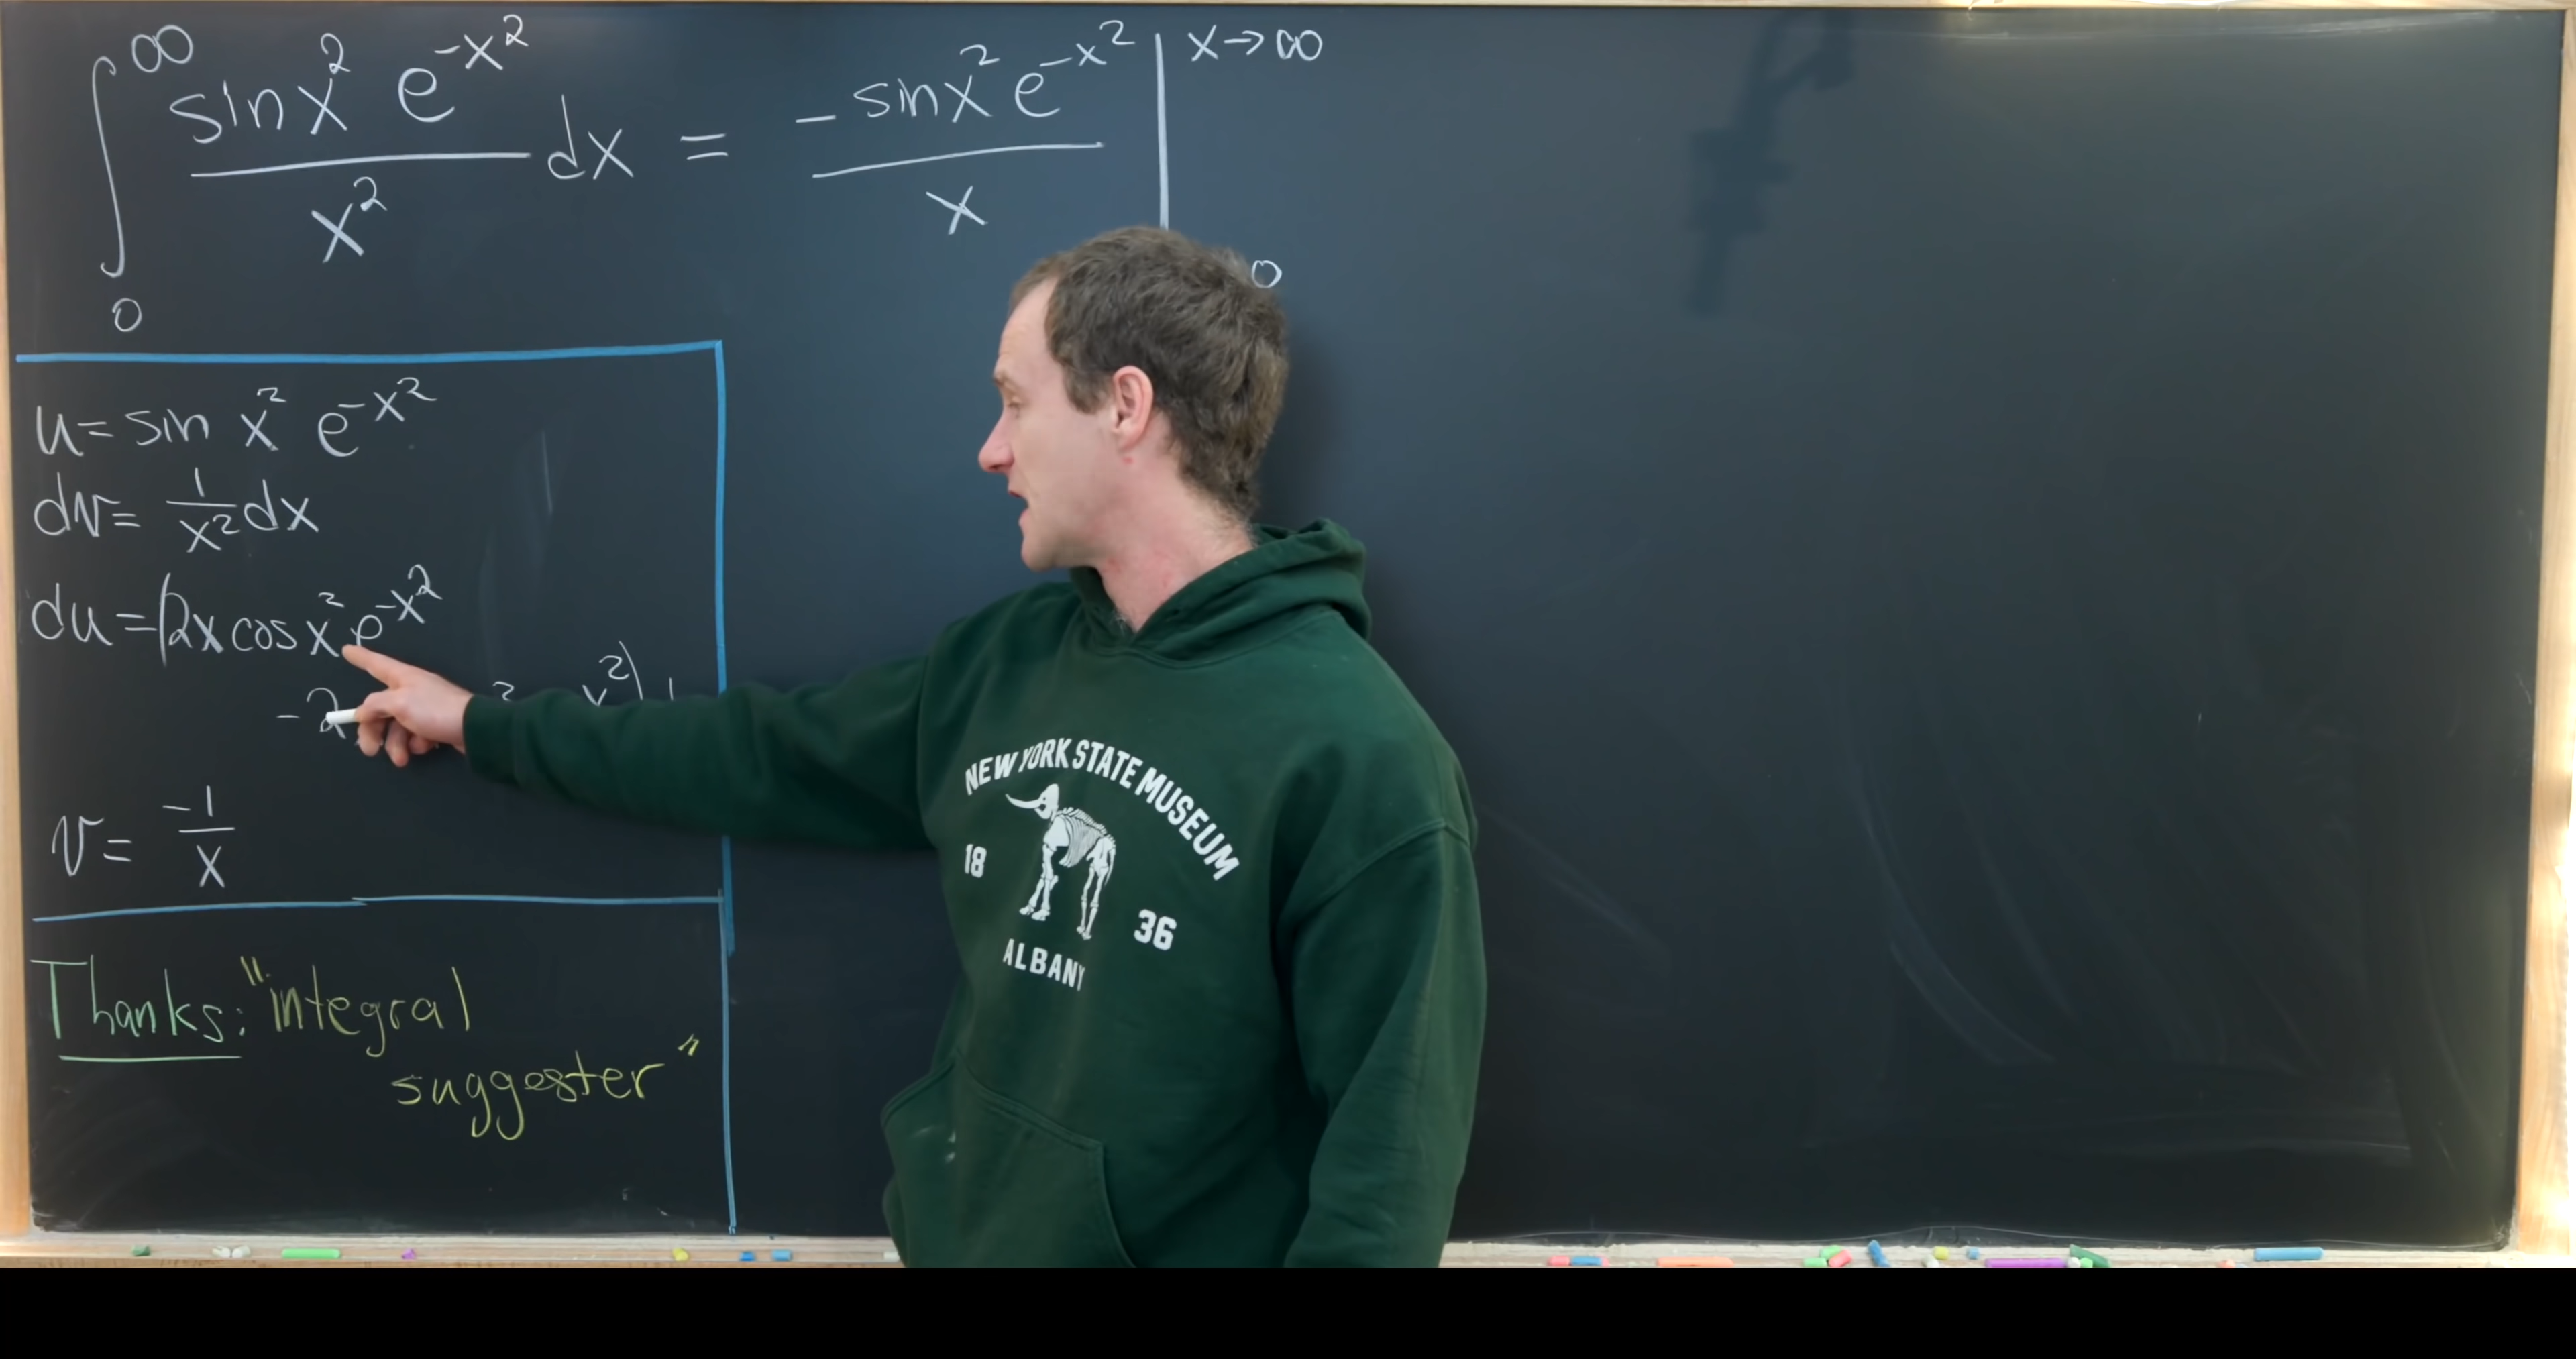 ∫₀^∞ (sin x² e^{-x²}) / x² dx = - (sin x² e^{-x²}) / x |₀^{x→∞}
u = sin x² e^{-x²}
dv = 1/x² dx
du = (2x cos x² e^{-x²}
-2
v = -1/x
Thanks: "integral
suggester"
NEW YORK STATE MUSEUM
18 36
ALBANY